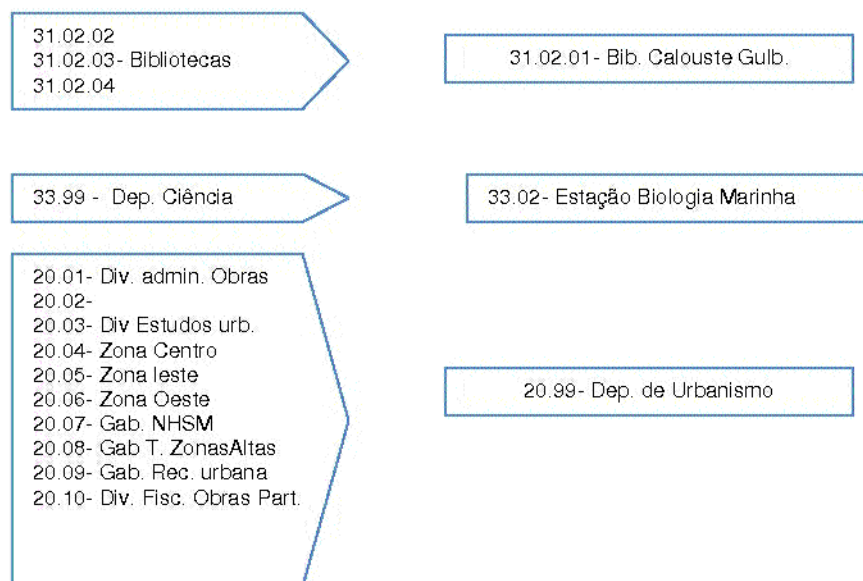 31.02.02
31.02.03- Bibliotecas
31.02.04
31.02.01- Bib. Calouste Gulb.
33.99 - Dep. Ciência
33.02- Estação Biologia Marinha
20.01- Div. admin. Obras
20.02-
20.03- Div Estudos urb.
20.04- Zona Centro
20.05- Zona leste
20.06- Zona Oeste
20.07- Gab. NHSM
20.08- Gab T. ZonasAltas
20.09- Gab. Rec. urbana
20.10- Div. Fisc. Obras Part.
20.99- Dep. de Urbanismo